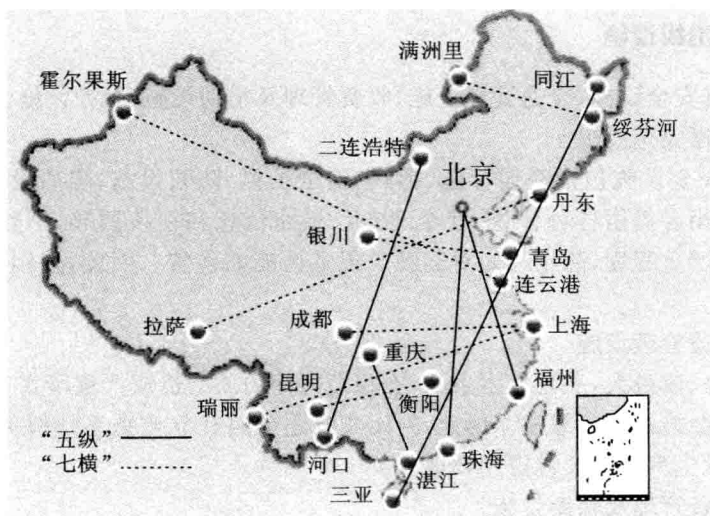 满洲里
同江
霍尔果斯
绥芬河
二连浩特
北京
丹东
银川
青岛
连云港
拉萨
成都
上海
重庆
昆明
福州
瑞丽
衡阳
“五纵”
“七横”
河口
湛江
珠海
三亚